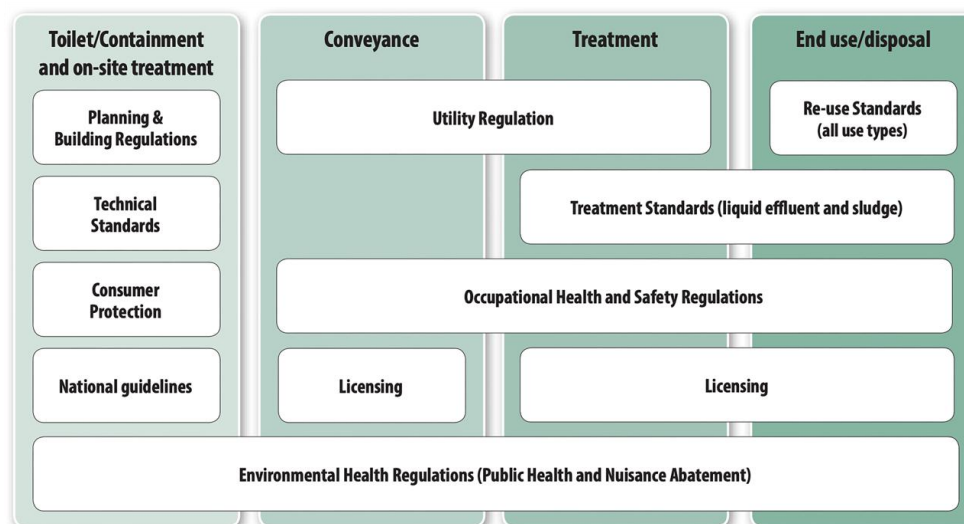 Toilet/Containment
and on-site treatment
Conveyance
Treatment
End use/disposal
Planning &
Building Regulations
Utility Regulation
Re-use Standards
(all use types)
Technical
Standards
Treatment Standards (liquid effluent and sludge)
Consumer
Protection
Occupational Health and Safety Regulations
National guidelines
Licensing
Licensing
Environmental Health Regulations (Public Health and Nuisance Abatement)